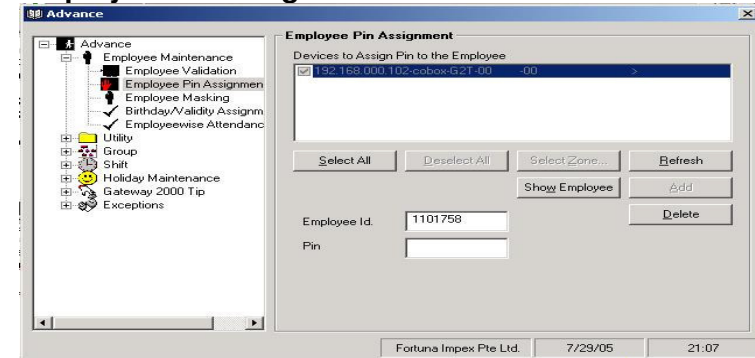 Advance
Advance
Employee Maintenance
Employee Validation
Employee Pin Assignmen
Employee Masking
Birthday/Validity Assignm
Employeewise Attendanc
Utility
Group
Shift
Holiday Maintenance
Gateway 2000 Tip
Exceptions
Employee Pin Assignment
Devices to Assign Pin to the Employee
192.168.000.102-cobox-G2T-00 -00 >
Select All Deselect All Select Zone... Refresh
Show Employee Add
Employee Id. 1101758 Delete
Pin
Fortuna Impex Pte Ltd. 7/29/05 21:07